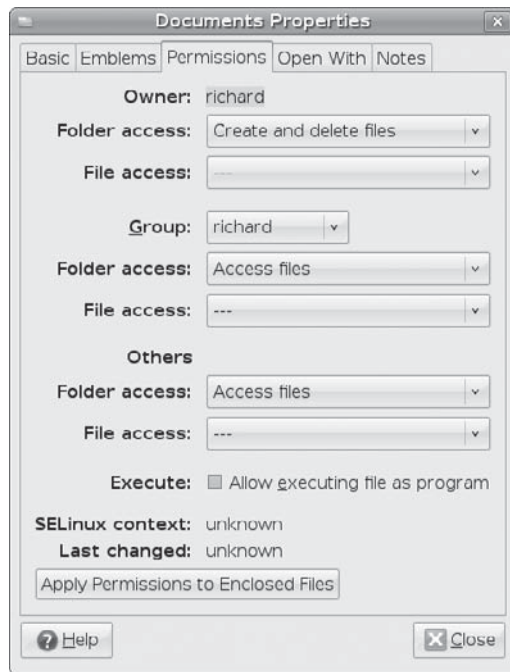 Documents Properties
Basic Emblems Permissions Open With Notes
Owner: richard
Folder access: Create and delete files
File access: ---
Group: richard
Folder access: Access files
File access: ---
Others
Folder access: Access files
File access: ---
Execute: Allow executing file as program
SELinux context: unknown
Last changed: unknown
Apply Permissions to Enclosed Files
Help Close